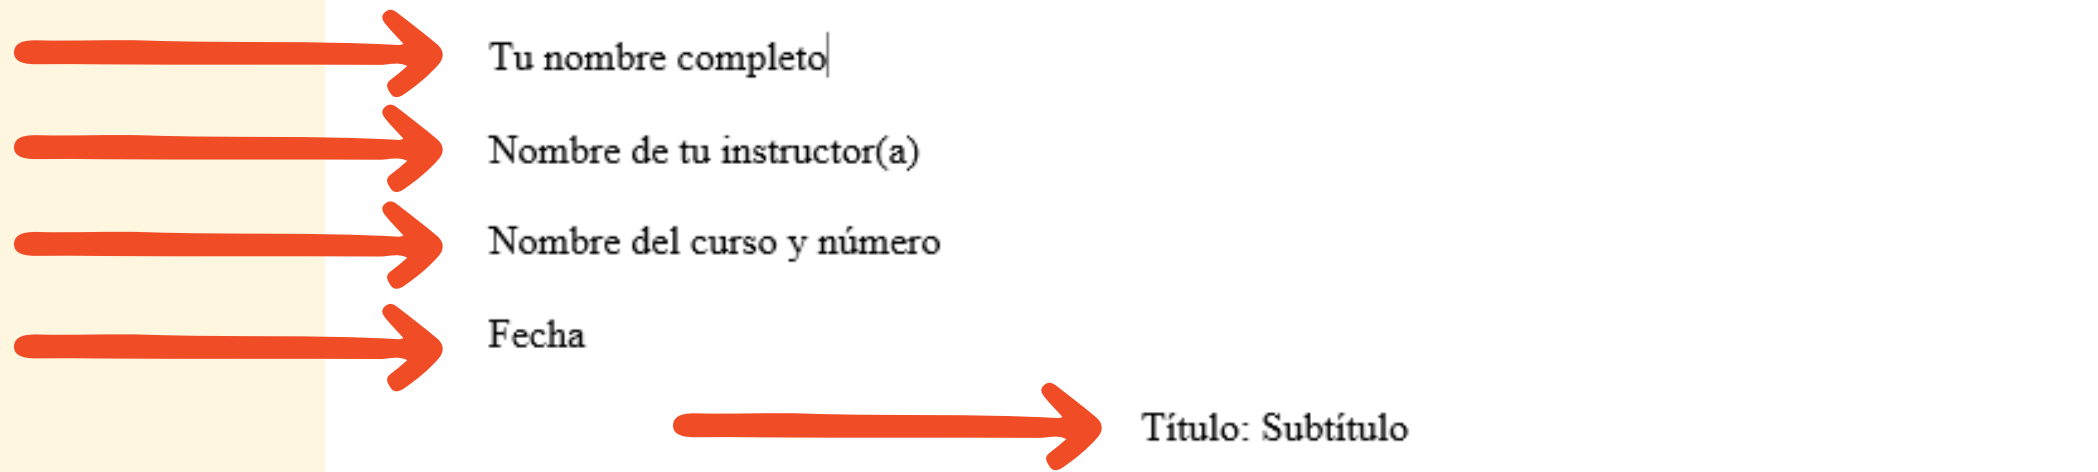 Tu nombre completo
Nombre de tu instructor(a)
Nombre del curso y número
Fecha
Título: Subtítulo